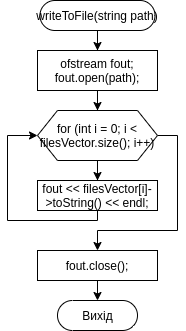 writeToFile(string path)
ofstream fout;
fout.open(path);
for (int i = 0; i <
filesVector.size(); i++)
fout << filesVector[i]-
>toString() << endl;
fout.close();
Вихід